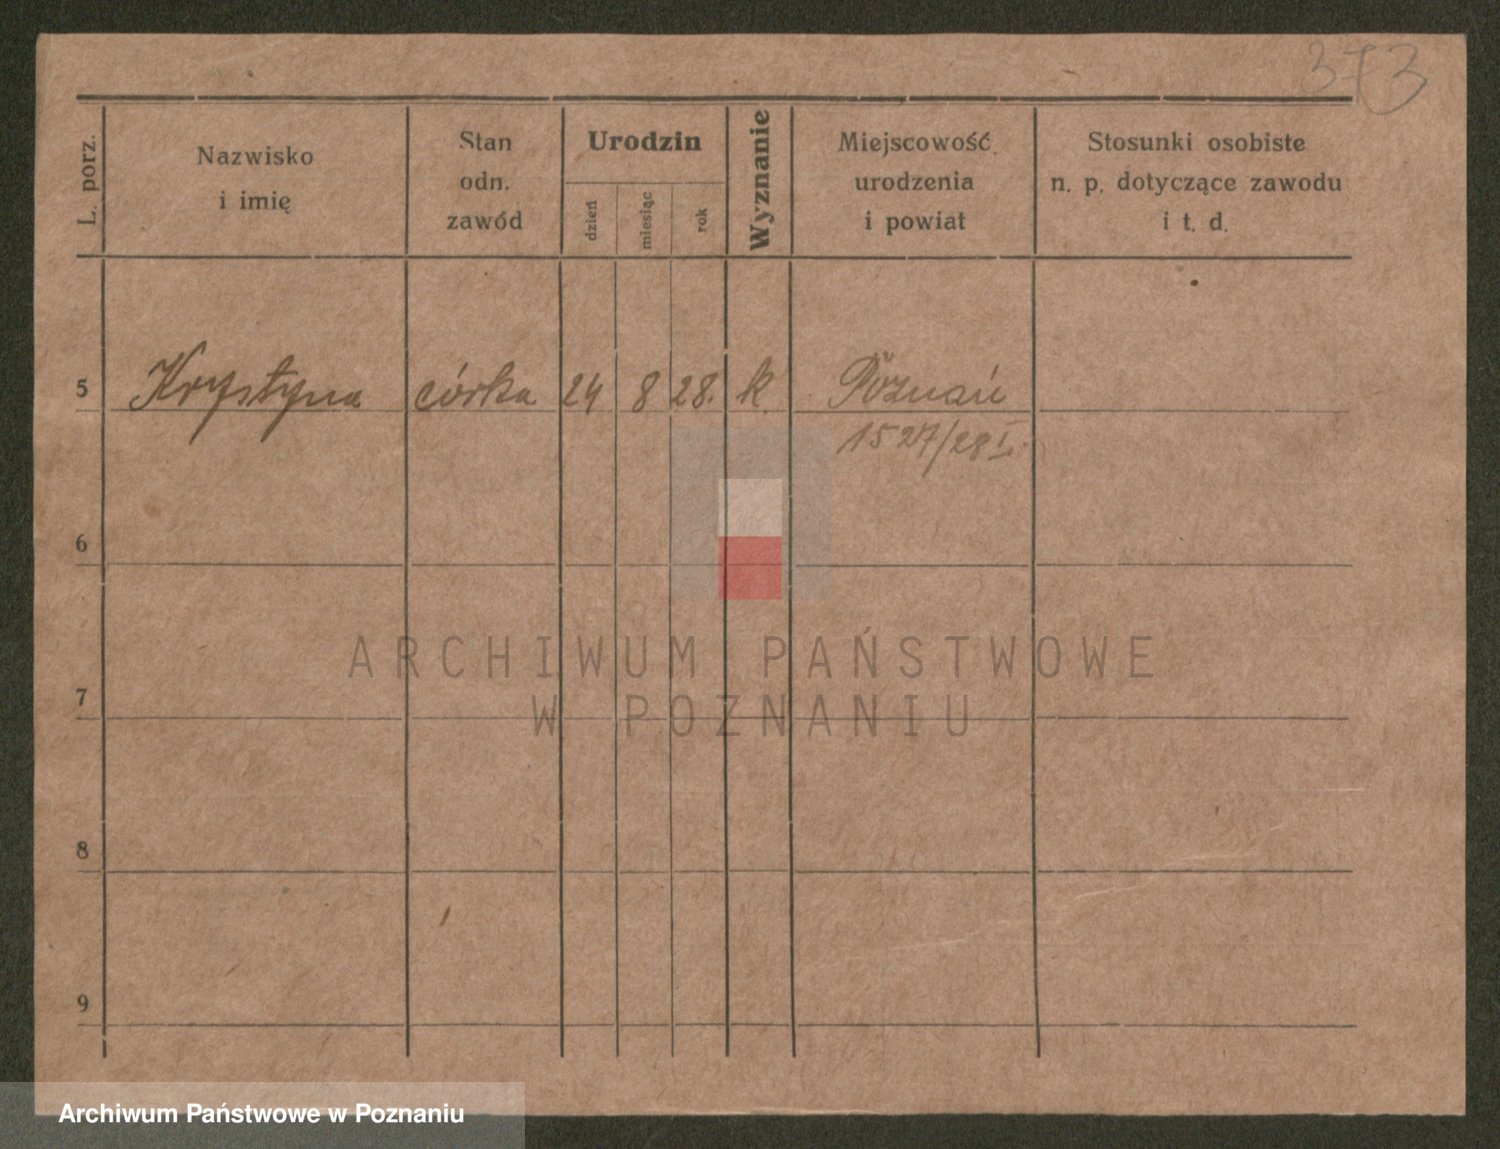 373
L. porz.
Nazwisko
i imię
Stan
odn.
zawód
Urodzin
dzień
miesiąc
rok
Wyznanie
Miejscowość
urodzenia
i powiat
Stosunki osobiste
n. p. dotyczące zawodu
i t. d.
5 Krystyna córka 24 8 28. k. Poznań
1527/28 I.
6
7
8
9
ARCHIWUM PAŃSTWOWE
W POZNANIU
Archiwum Państwowe w Poznaniu